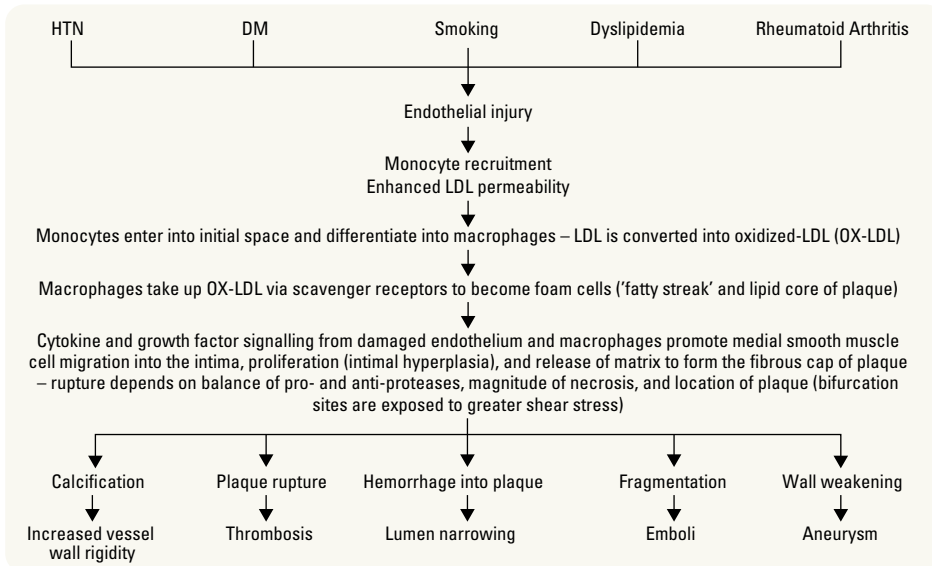 HTN DM Smoking Dyslipidemia Rheumatoid Arthritis
Endothelial injury
Monocyte recruitment
Enhanced LDL permeability
Monocytes enter into initial space and differentiate into macrophages – LDL is converted into oxidized-LDL (OX-LDL)
Macrophages take up OX-LDL via scavenger receptors to become foam cells ('fatty streak' and lipid core of plaque)
Cytokine and growth factor signalling from damaged endothelium and macrophages promote medial smooth muscle
cell migration into the intima, proliferation (intimal hyperplasia), and release of matrix to form the fibrous cap of plaque
– rupture depends on balance of pro- and anti-proteases, magnitude of necrosis, and location of plaque (bifurcation
sites are exposed to greater shear stress)
Calcification Plaque rupture Hemorrhage into plaque Fragmentation Wall weakening
Increased vessel Thrombosis Lumen narrowing Emboli Aneurysm
wall rigidity